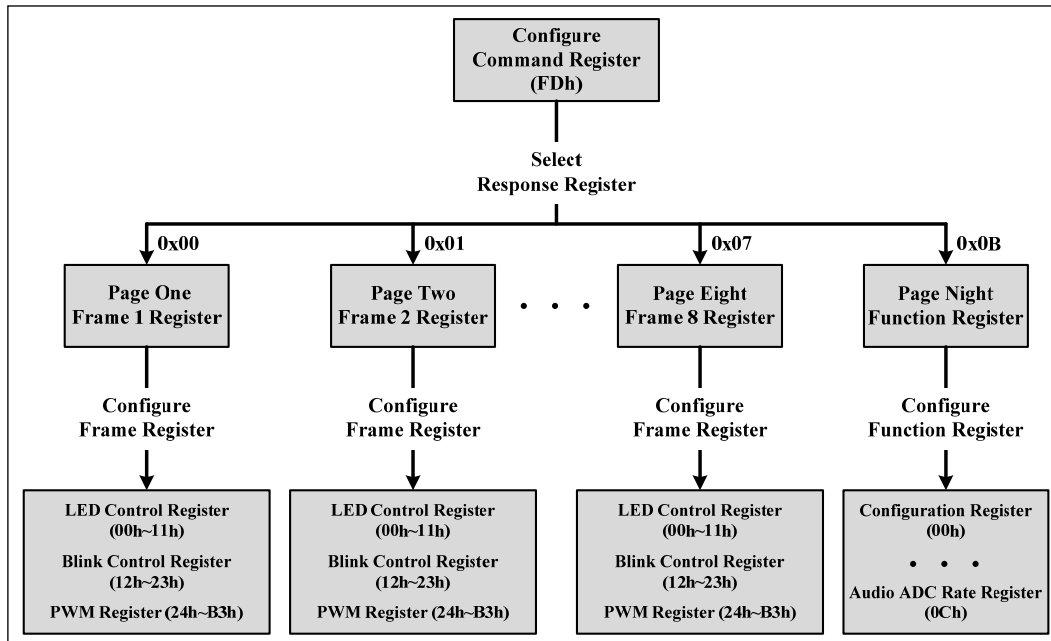 Configure
Command Register
(FDh)
Select
Response Register
0x00
0x01
0x07
0x0B
Page One
Frame 1 Register
Page Two
Frame 2 Register
Page Eight
Frame 8 Register
Page Night
Function Register
Configure
Frame Register
Configure
Frame Register
Configure
Frame Register
Configure
Function Register
LED Control Register
(00h~11h)
Blink Control Register
(12h~23h)
PWM Register (24h~B3h)
LED Control Register
(00h~11h)
Blink Control Register
(12h~23h)
PWM Register (24h~B3h)
LED Control Register
(00h~11h)
Blink Control Register
(12h~23h)
PWM Register (24h~B3h)
Configuration Register
(00h)
Audio ADC Rate Register
(0Ch)